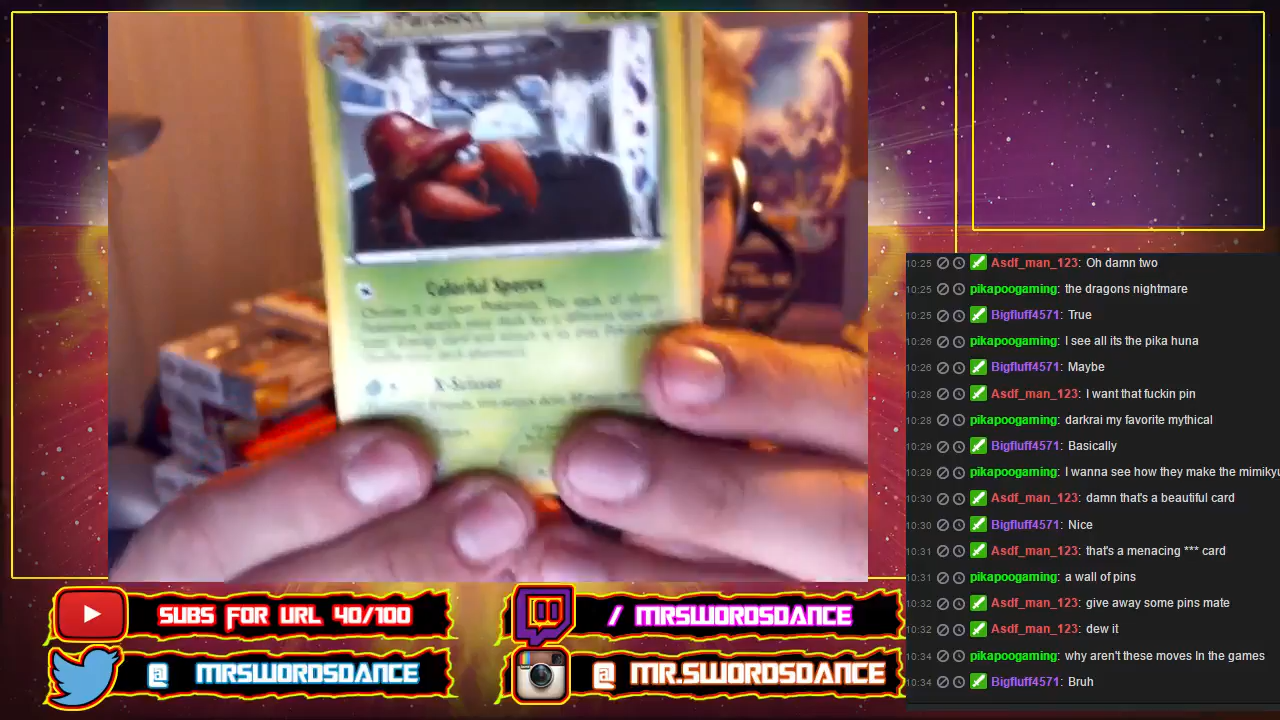 Colorful Spores
X-Scissor
10:25 Asdf_man_123: Oh damn two
10:25 pikapoogaming: the dragons nightmare
10:25 Bigfluff4571: True
10:26 pikapoogaming: I see all its the pika huna
10:26 Bigfluff4571: Maybe
10:28 Asdf_man_123: I want that fuckin pin
10:28 pikapoogaming: darkrai my favorite mythical
10:29 Bigfluff4571: Basically
10:29 pikapoogaming: I wanna see how they make the mimikyu
10:30 Asdf_man_123: damn that's a beautiful card
10:30 Bigfluff4571: Nice
10:31 Asdf_man_123: that's a menacing *** card
10:31 pikapoogaming: a wall of pins
10:32 Asdf_man_123: give away some pins mate
10:32 Asdf_man_123: dew it
10:34 pikapoogaming: why aren't these moves In the games
10:34 Bigfluff4571: Bruh
SUBS FOR URL 40/100
/ MRSWORDSDANCE
@ MRSWORDSDANCE
@ MR.SWORDSDANCE